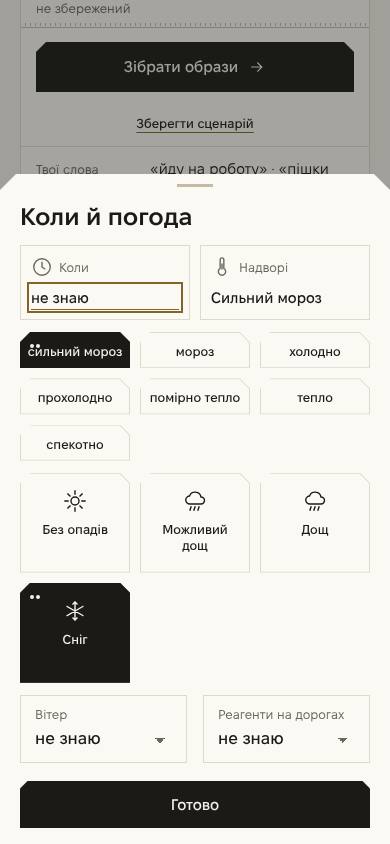 не збережений
Зібрати образи →
Зберегти сценарій
Твої слова «йду на роботу» · «пішки
Коли й погода
Коли Надворі
не знаю Сильний мороз
сильний мороз мороз холодно
прохолодно помірно тепло тепло
спекотно
Без опадів Можливий Дощ
дощ
Сніг
Вітер Реагенти на дорогах
не знаю не знаю
Готово